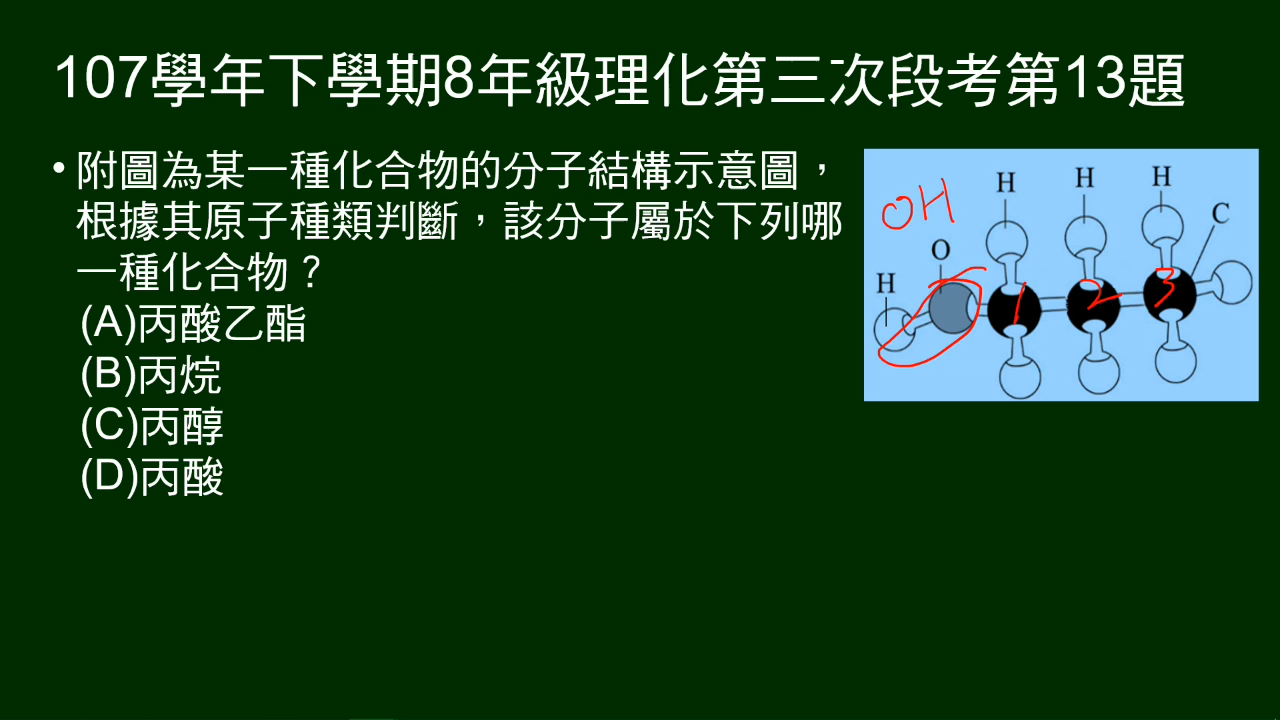 107學年下學期8年級理化第三次段考第13題
•附圖為某一種化合物的分子結構示意圖，
根據其原子種類判斷，該分子屬於下列哪
一種化合物？
(A)丙酸乙酯
(B)丙烷
(C)丙醇
(D)丙酸
OH
H H H
C
O
H
1 2 3